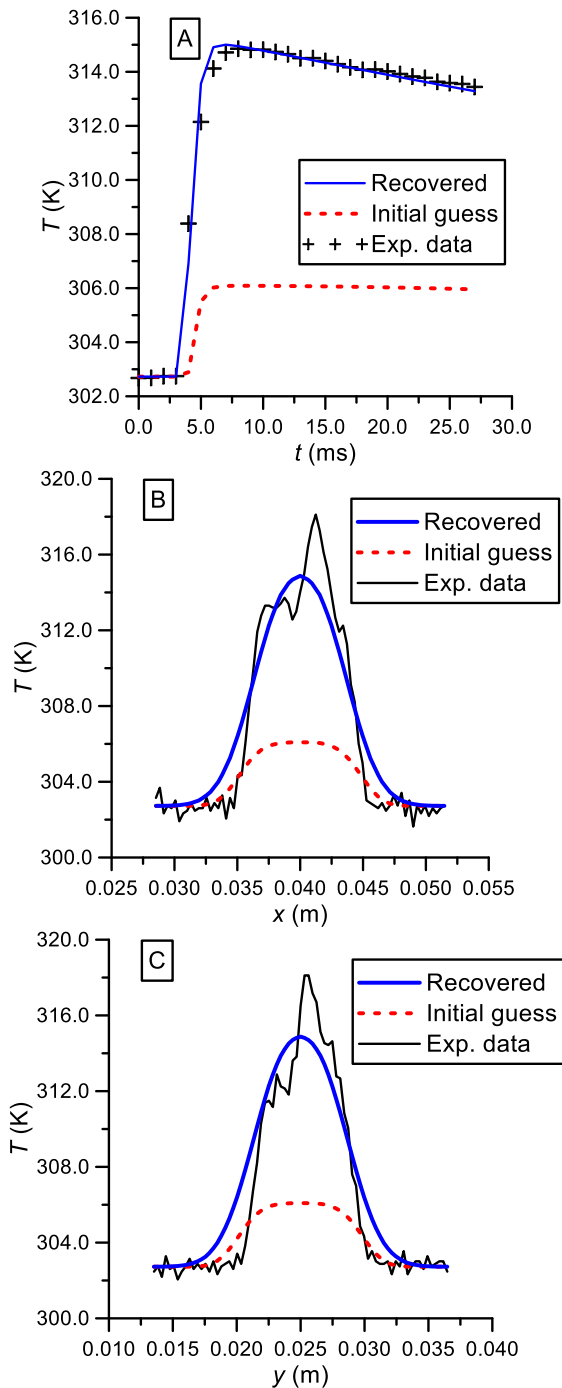 316.0
A
314.0
312.0
310.0
308.0
306.0
304.0
302.0
T (K)
Recovered
Initial guess
Exp. data
0.0 5.0 10.0 15.0 20.0 25.0 30.0
t (ms)
320.0
B
316.0
312.0
308.0
304.0
300.0
T (K)
Recovered
Initial guess
Exp. data
0.025 0.030 0.035 0.040 0.045 0.050 0.055
x (m)
320.0
C
316.0
312.0
308.0
304.0
300.0
T (K)
Recovered
Initial guess
Exp. data
0.010 0.015 0.020 0.025 0.030 0.035 0.040
y (m)